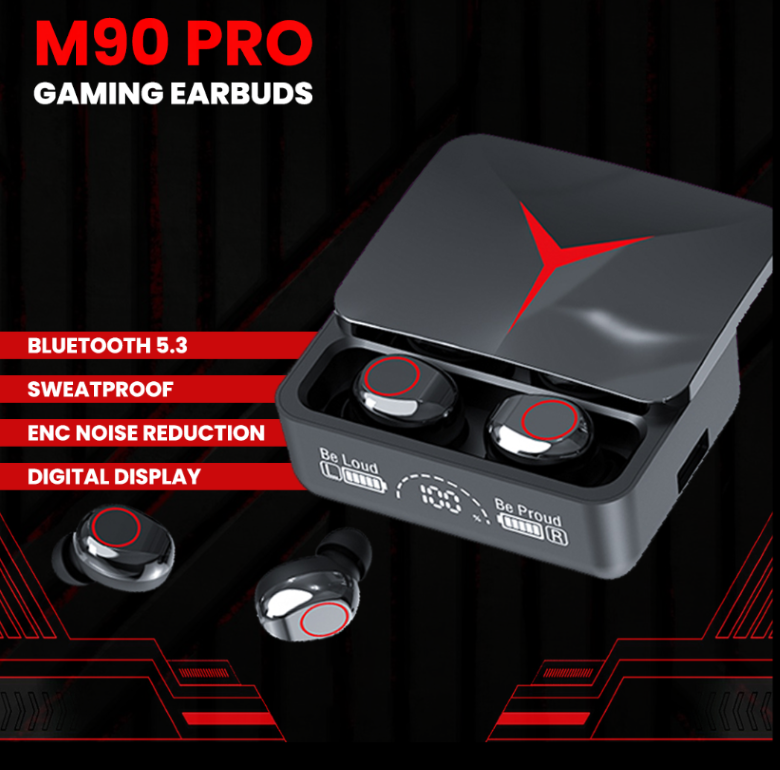 M90 PRO
GAMING EARBUDS
BLUETOOTH 5.3
SWEATPROOF
ENC NOISE REDUCTION
DIGITAL DISPLAY
Be Loud
L
100
%
Be Proud
R